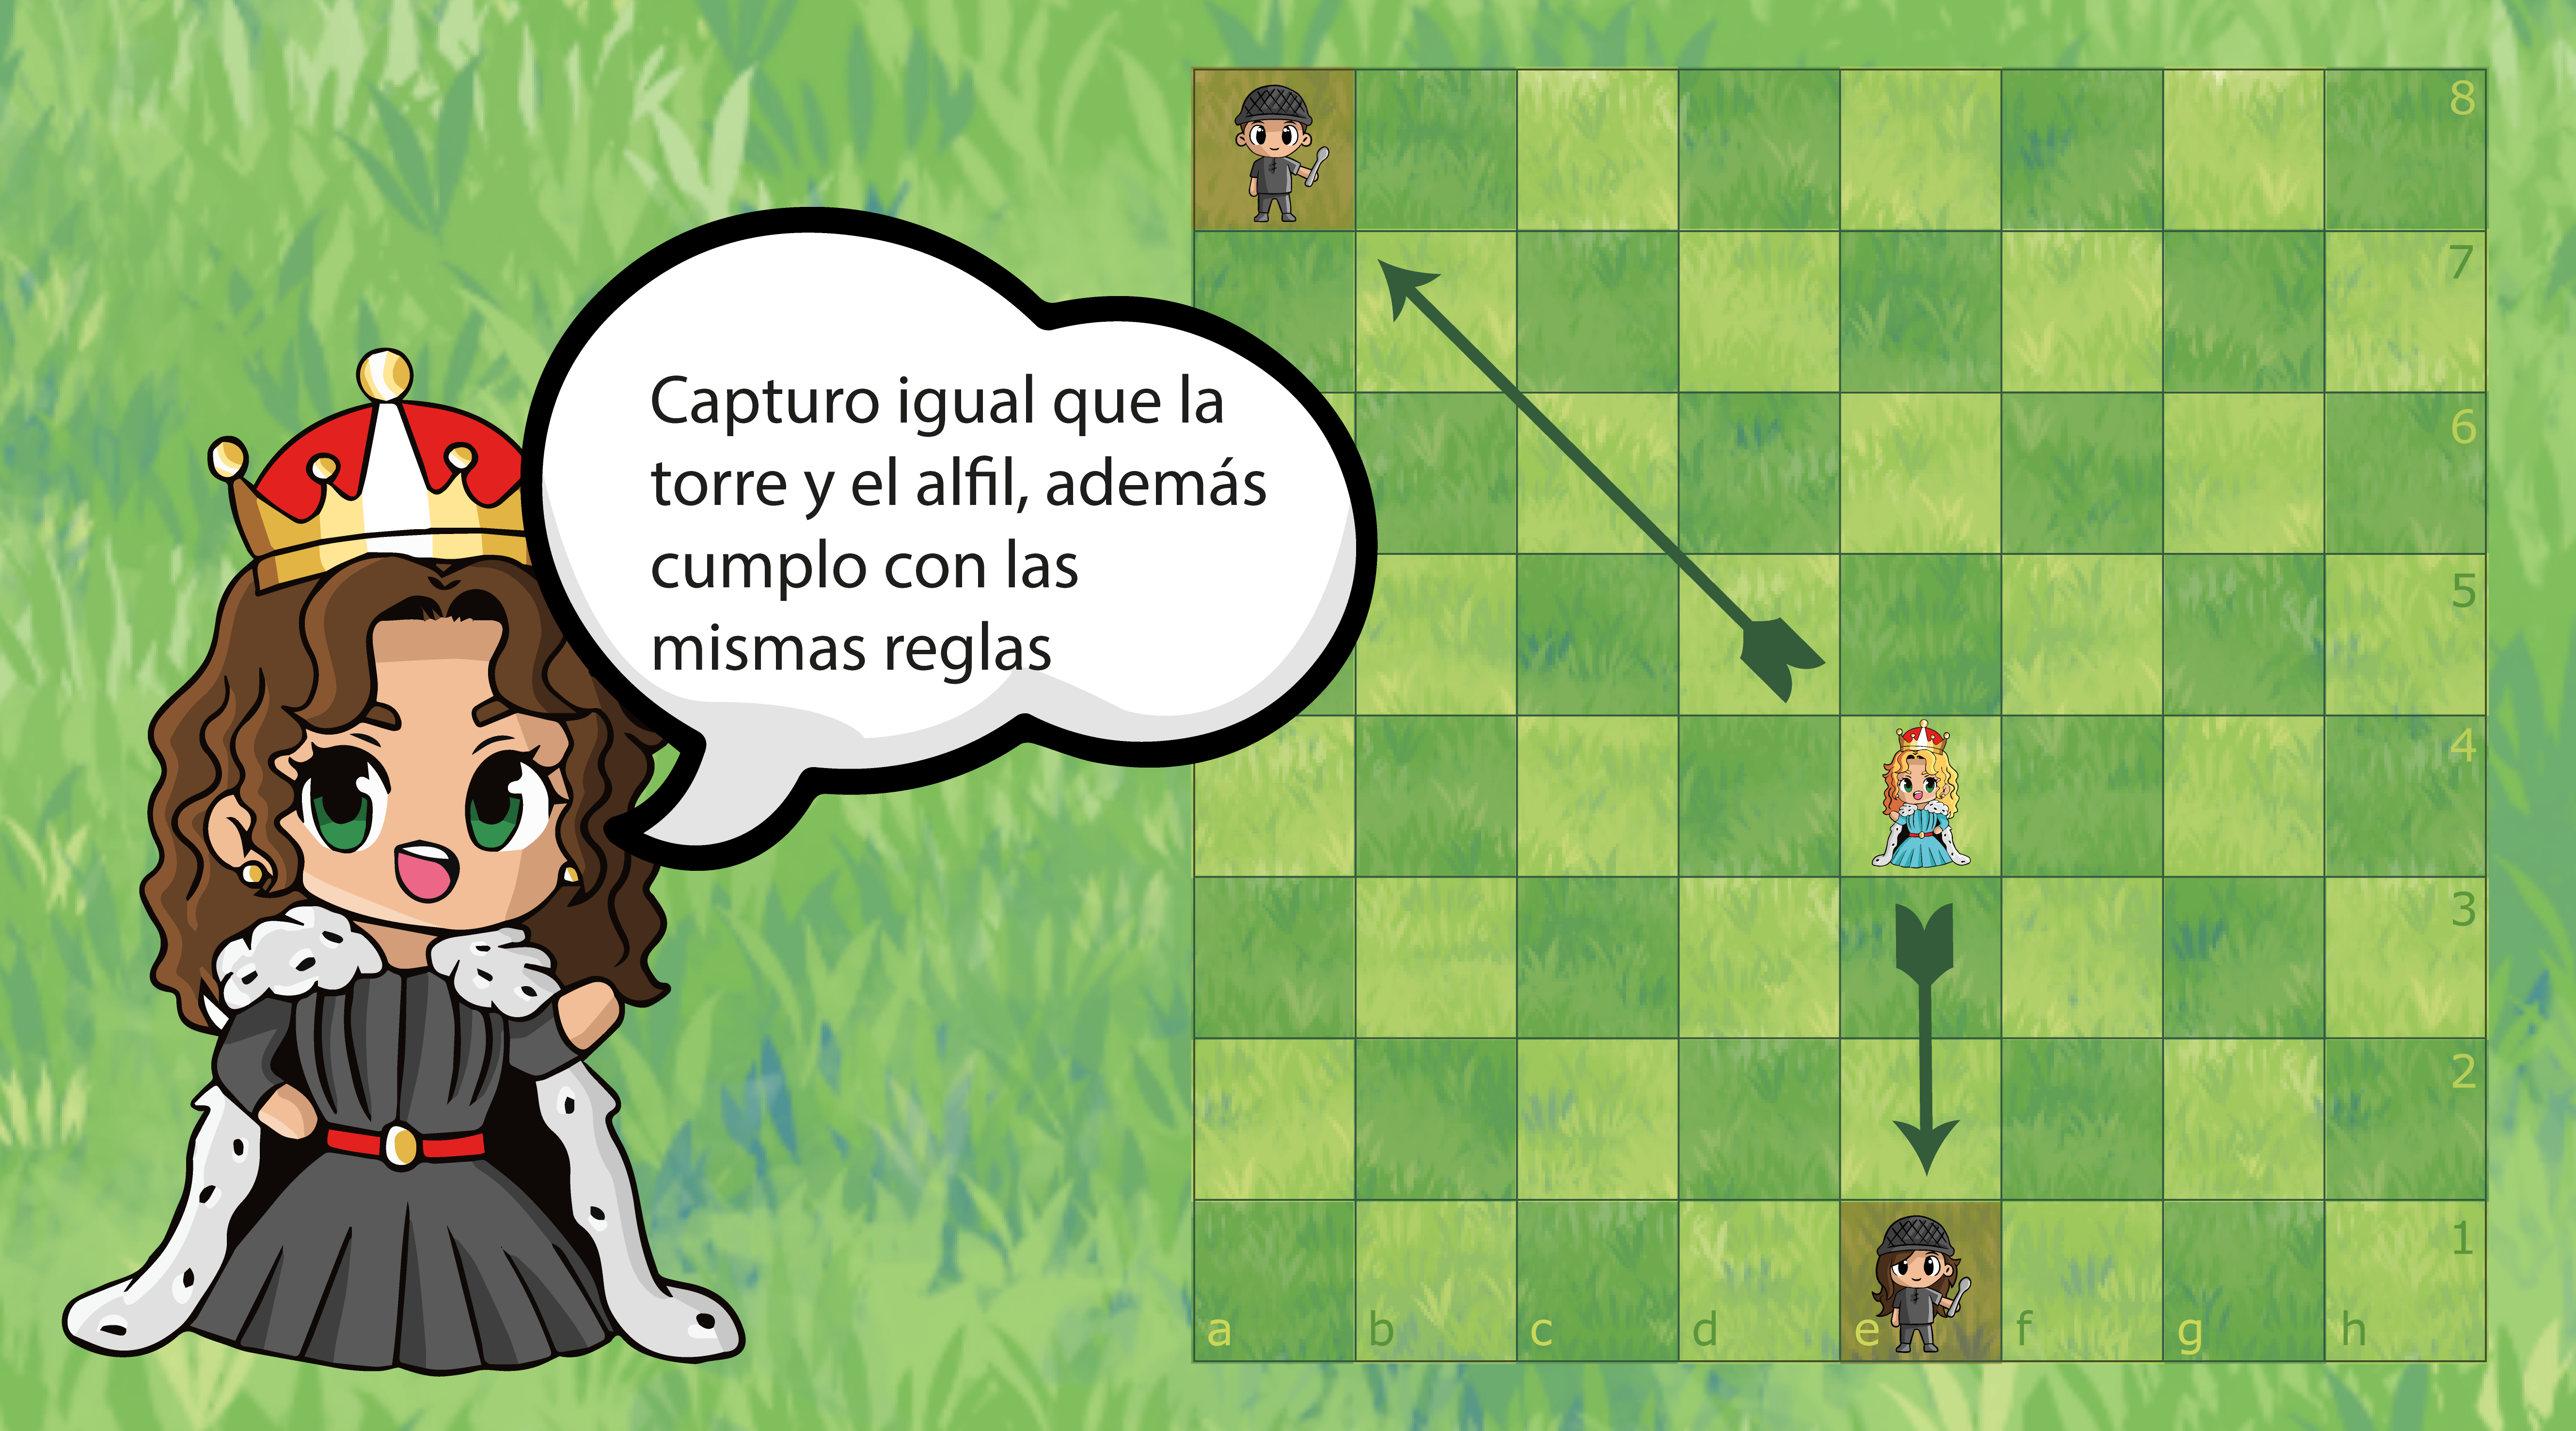 Capturo igual que la
torre y el alfil, además
cumplo con las
mismas reglas
8
7
6
5
4
3
2
1
a b c d e f g h